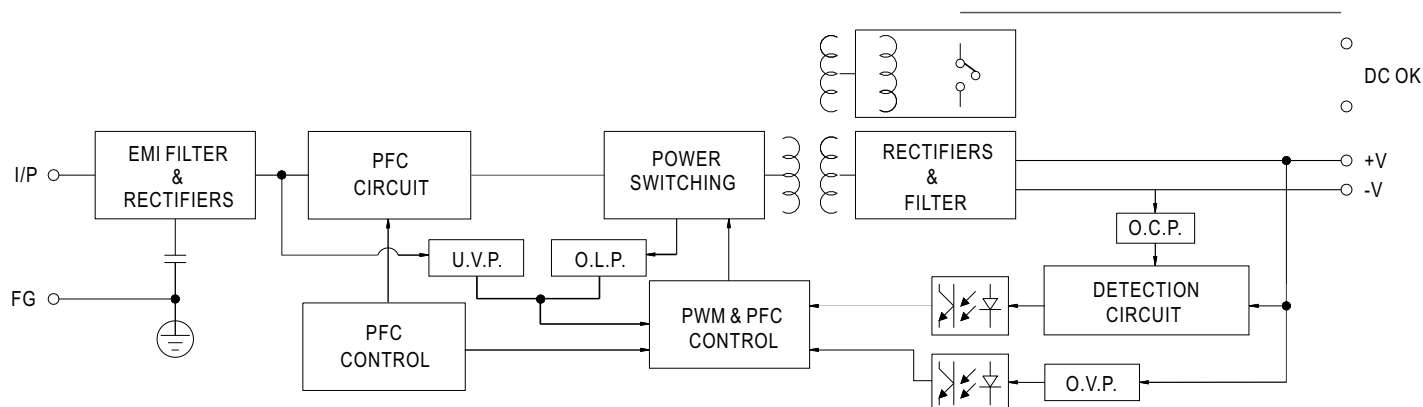 DC OK
I/P
EMI FILTER
&
RECTIFIERS
PFC
CIRCUIT
POWER
SWITCHING
RECTIFIERS
&
FILTER
+V
-V
O.C.P.
U.V.P.
O.L.P.
FG
PFC
CONTROL
PWM & PFC
CONTROL
DETECTION
CIRCUIT
O.V.P.